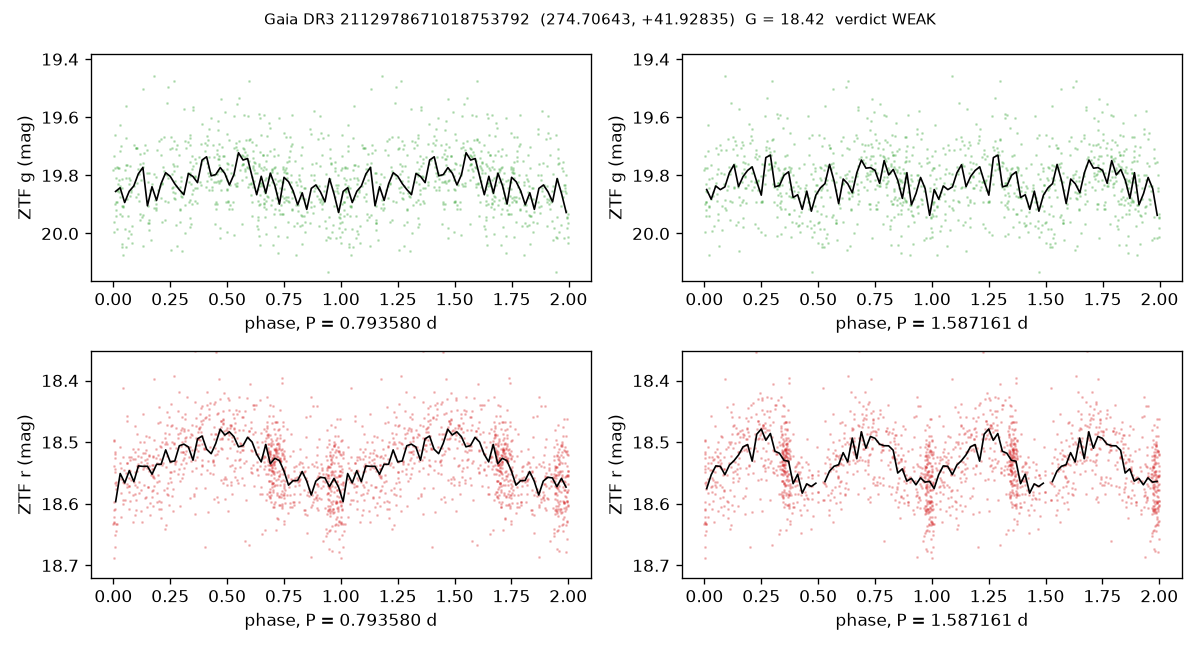 Gaia DR3 2112978671018753792 (274.70643, +41.92835) G = 18.42 verdict WEAK
ZTF g (mag)
19.4
19.6
19.8
20.0
0.00 0.25 0.50 0.75 1.00 1.25 1.50 1.75 2.00
phase, P = 0.793580 d
ZTF g (mag)
19.4
19.6
19.8
20.0
0.00 0.25 0.50 0.75 1.00 1.25 1.50 1.75 2.00
phase, P = 1.587161 d
ZTF r (mag)
18.4
18.5
18.6
18.7
0.00 0.25 0.50 0.75 1.00 1.25 1.50 1.75 2.00
phase, P = 0.793580 d
ZTF r (mag)
18.4
18.5
18.6
18.7
0.00 0.25 0.50 0.75 1.00 1.25 1.50 1.75 2.00
phase, P = 1.587161 d